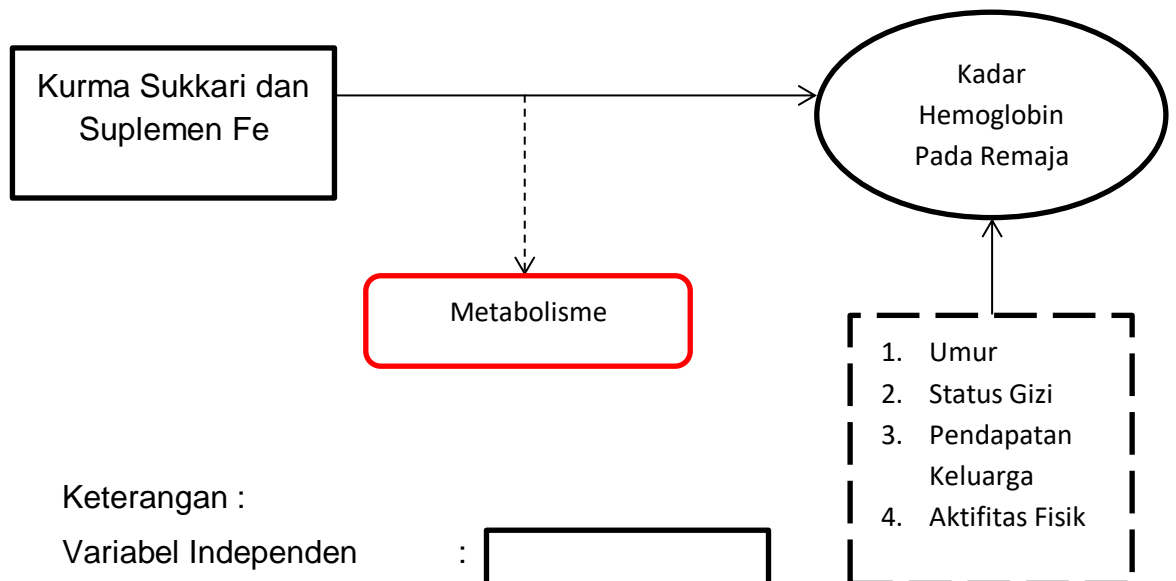 Kurma Sukkari dan
Suplemen Fe
Kadar
Hemoglobin
Pada Remaja
Metabolisme
1. Umur
2. Status Gizi
3. Pendapatan
Keluarga
4. Aktifitas Fisik
Keterangan :
Variabel Independen :